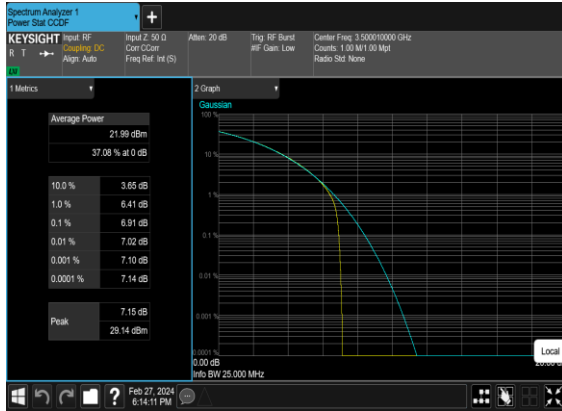 Spectrum Analyzer 1
Power Stat CCDF
+
KEYSIGHT
R T
LU
Input: RF
Coupling: DC
Align: Auto
Input Z: 50 Ω
Corr CCorr
Freq Ref: Int (S)
Atten: 20 dB
Trig: RF Burst
#IF Gain: Low
Center Freq: 3.500010000 GHz
Counts: 1.00 M/1.00 Mpt
Radio Std: None
1 Metrics
Average Power
21.99 dBm
37.08 % at 0 dB
10.0 % 3.65 dB
1.0 % 6.41 dB
0.1 % 6.91 dB
0.01 % 7.02 dB
0.001 % 7.10 dB
0.0001 % 7.14 dB
Peak
7.15 dB
29.14 dBm
2 Graph
Gaussian
100 %
10 %
1 %
0.1 %
0.01 %
0.001 %
0.0001 %
0.00 dB
Info BW 25.000 MHz
Local
?
Feb 27, 2024
6:14:11 PM